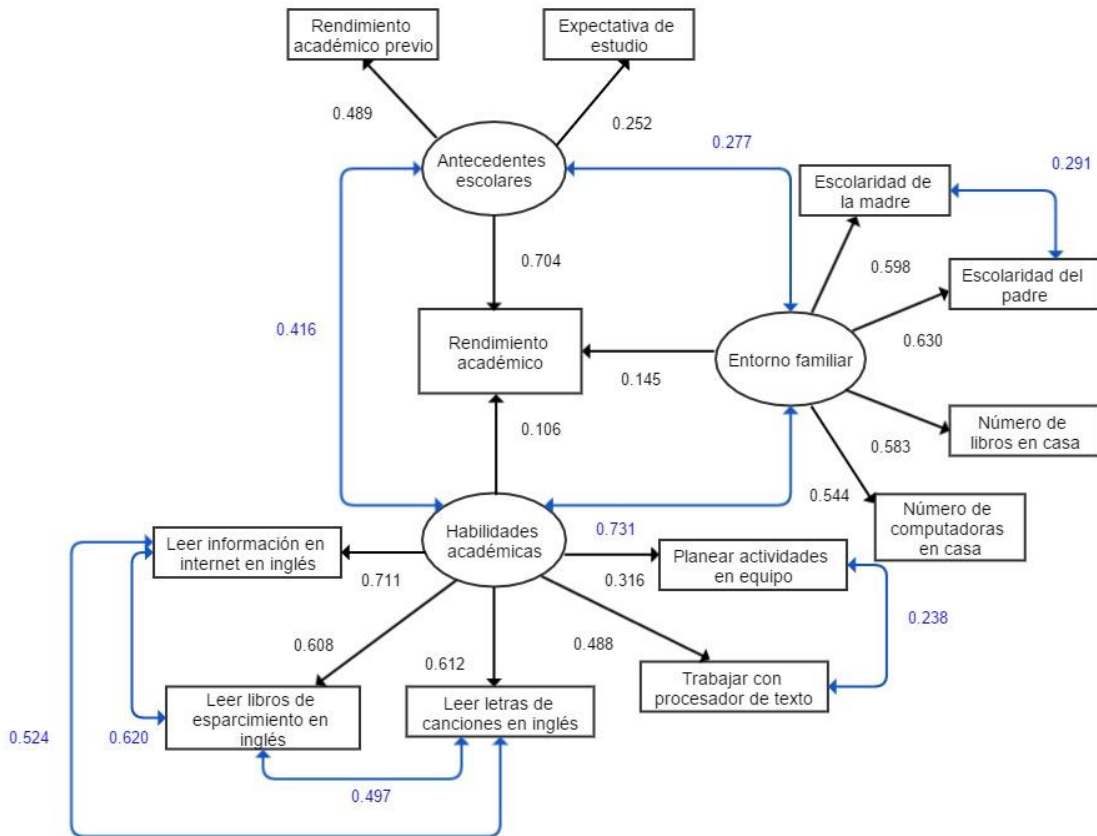 Rendimiento
académico previo
Expectativa de
estudio
0.489
0.252
0.277
Antecedentes
escolares
Escolaridad de
la madre
0.291
0.704
0.598
Escolaridad del
padre
0.416
Rendimiento
académico
0.630
Entorno familiar
0.145
0.106
Número de
libros en casa
0.583
0.544
Número de
computadoras
en casa
Habilidades
académicas
0.731
Leer información en
internet en inglés
Planear actividades
en equipo
0.711
0.316
0.238
0.608
0.488
0.612
Trabajar con
procesador de texto
Leer libros de
esparcimiento en
inglés
Leer letras de
canciones en inglés
0.524
0.620
0.497